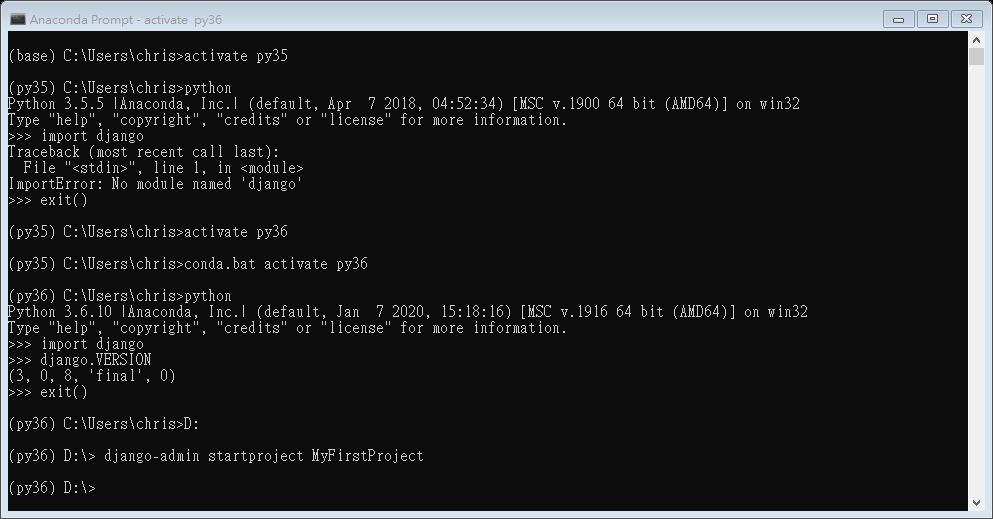 Anaconda Prompt - activate  py36
(base) C:\Users\chris>activate py35
(py35) C:\Users\chris>python
Python 3.5.5 |Anaconda, Inc.| (default, Apr  7 2018, 04:52:34) [MSC v.1900 64 bit (AMD64)] on win32
Type "help", "copyright", "credits" or "license" for more information.
>>> import django
Traceback (most recent call last):
  File "<stdin>", line 1, in <module>
ImportError: No module named 'django'
>>> exit()
(py35) C:\Users\chris>activate py36
(py35) C:\Users\chris>conda.bat activate py36
(py36) C:\Users\chris>python
Python 3.6.10 |Anaconda, Inc.| (default, Jan  7 2020, 15:18:16) [MSC v.1916 64 bit (AMD64)] on win32
Type "help", "copyright", "credits" or "license" for more information.
>>> import django
>>> django.VERSION
(3, 0, 8, 'final', 0)
>>> exit()
(py36) C:\Users\chris>D:
(py36) D:\> django-admin startproject MyFirstProject
(py36) D:\>